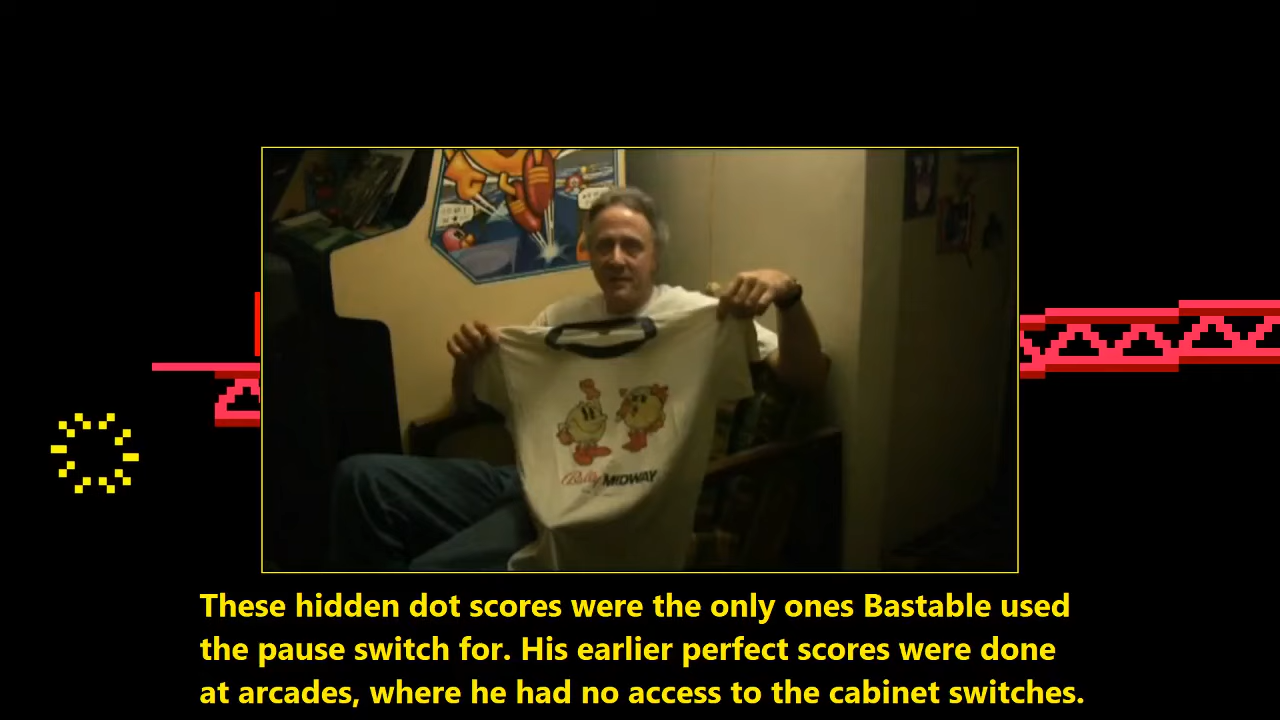 Bally MIDWAY
These hidden dot scores were the only ones Bastable used
the pause switch for. His earlier perfect scores were done
at arcades, where he had no access to the cabinet switches.